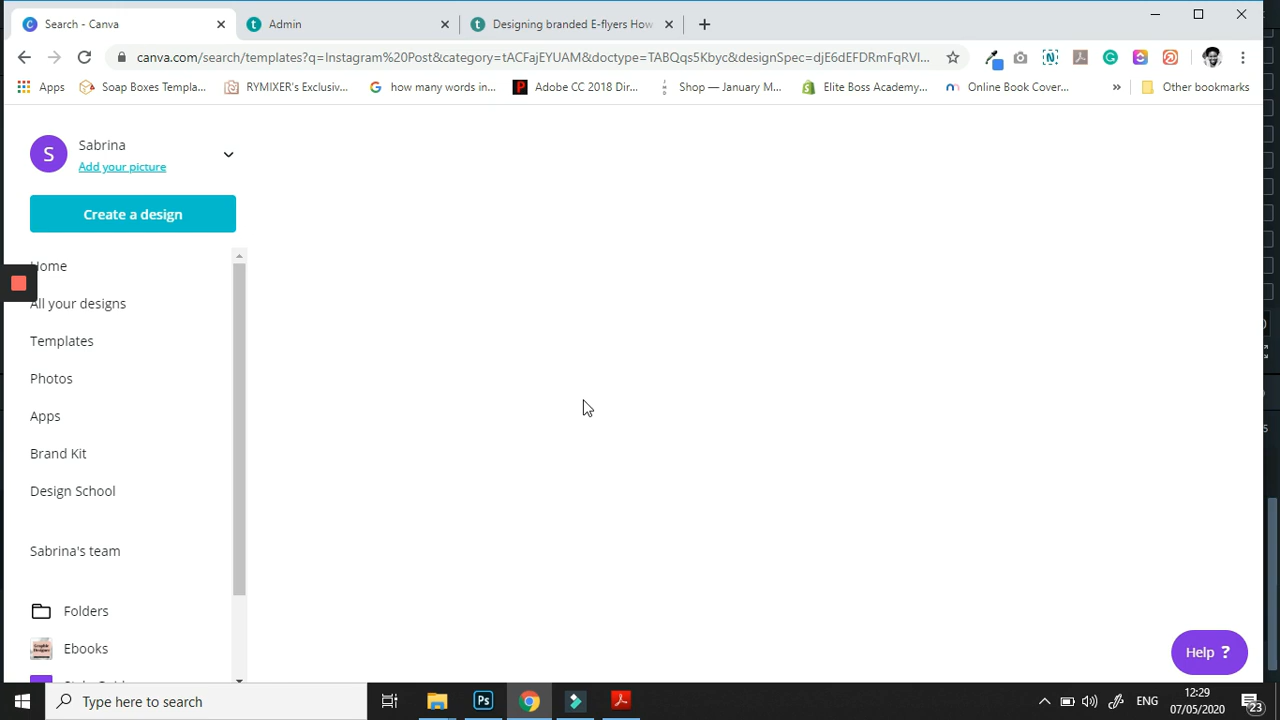 Search - Canva
Admin
Designing branded E-flyers How
canva.com/search/templates?q=Instagram%20Post&category=tACFajEYUAM&doctype=TABQqs5Kbyc&designSpec=djE6dEFDRmFqRVl...
Apps
Soap Boxes Templa...
RYMIXER's Exclusiv...
how many words in...
Adobe CC 2018 Dir...
Shop — January M...
Elite Boss Academy...
Online Book Cover...
»
Other bookmarks
S
Sabrina
Add your picture
Create a design
Home
All your designs
Templates
Photos
Apps
Brand Kit
Design School
Sabrina's team
Folders
Ebooks
Help ?
Type here to search
Ps
ENG
12:29
07/05/2020
23